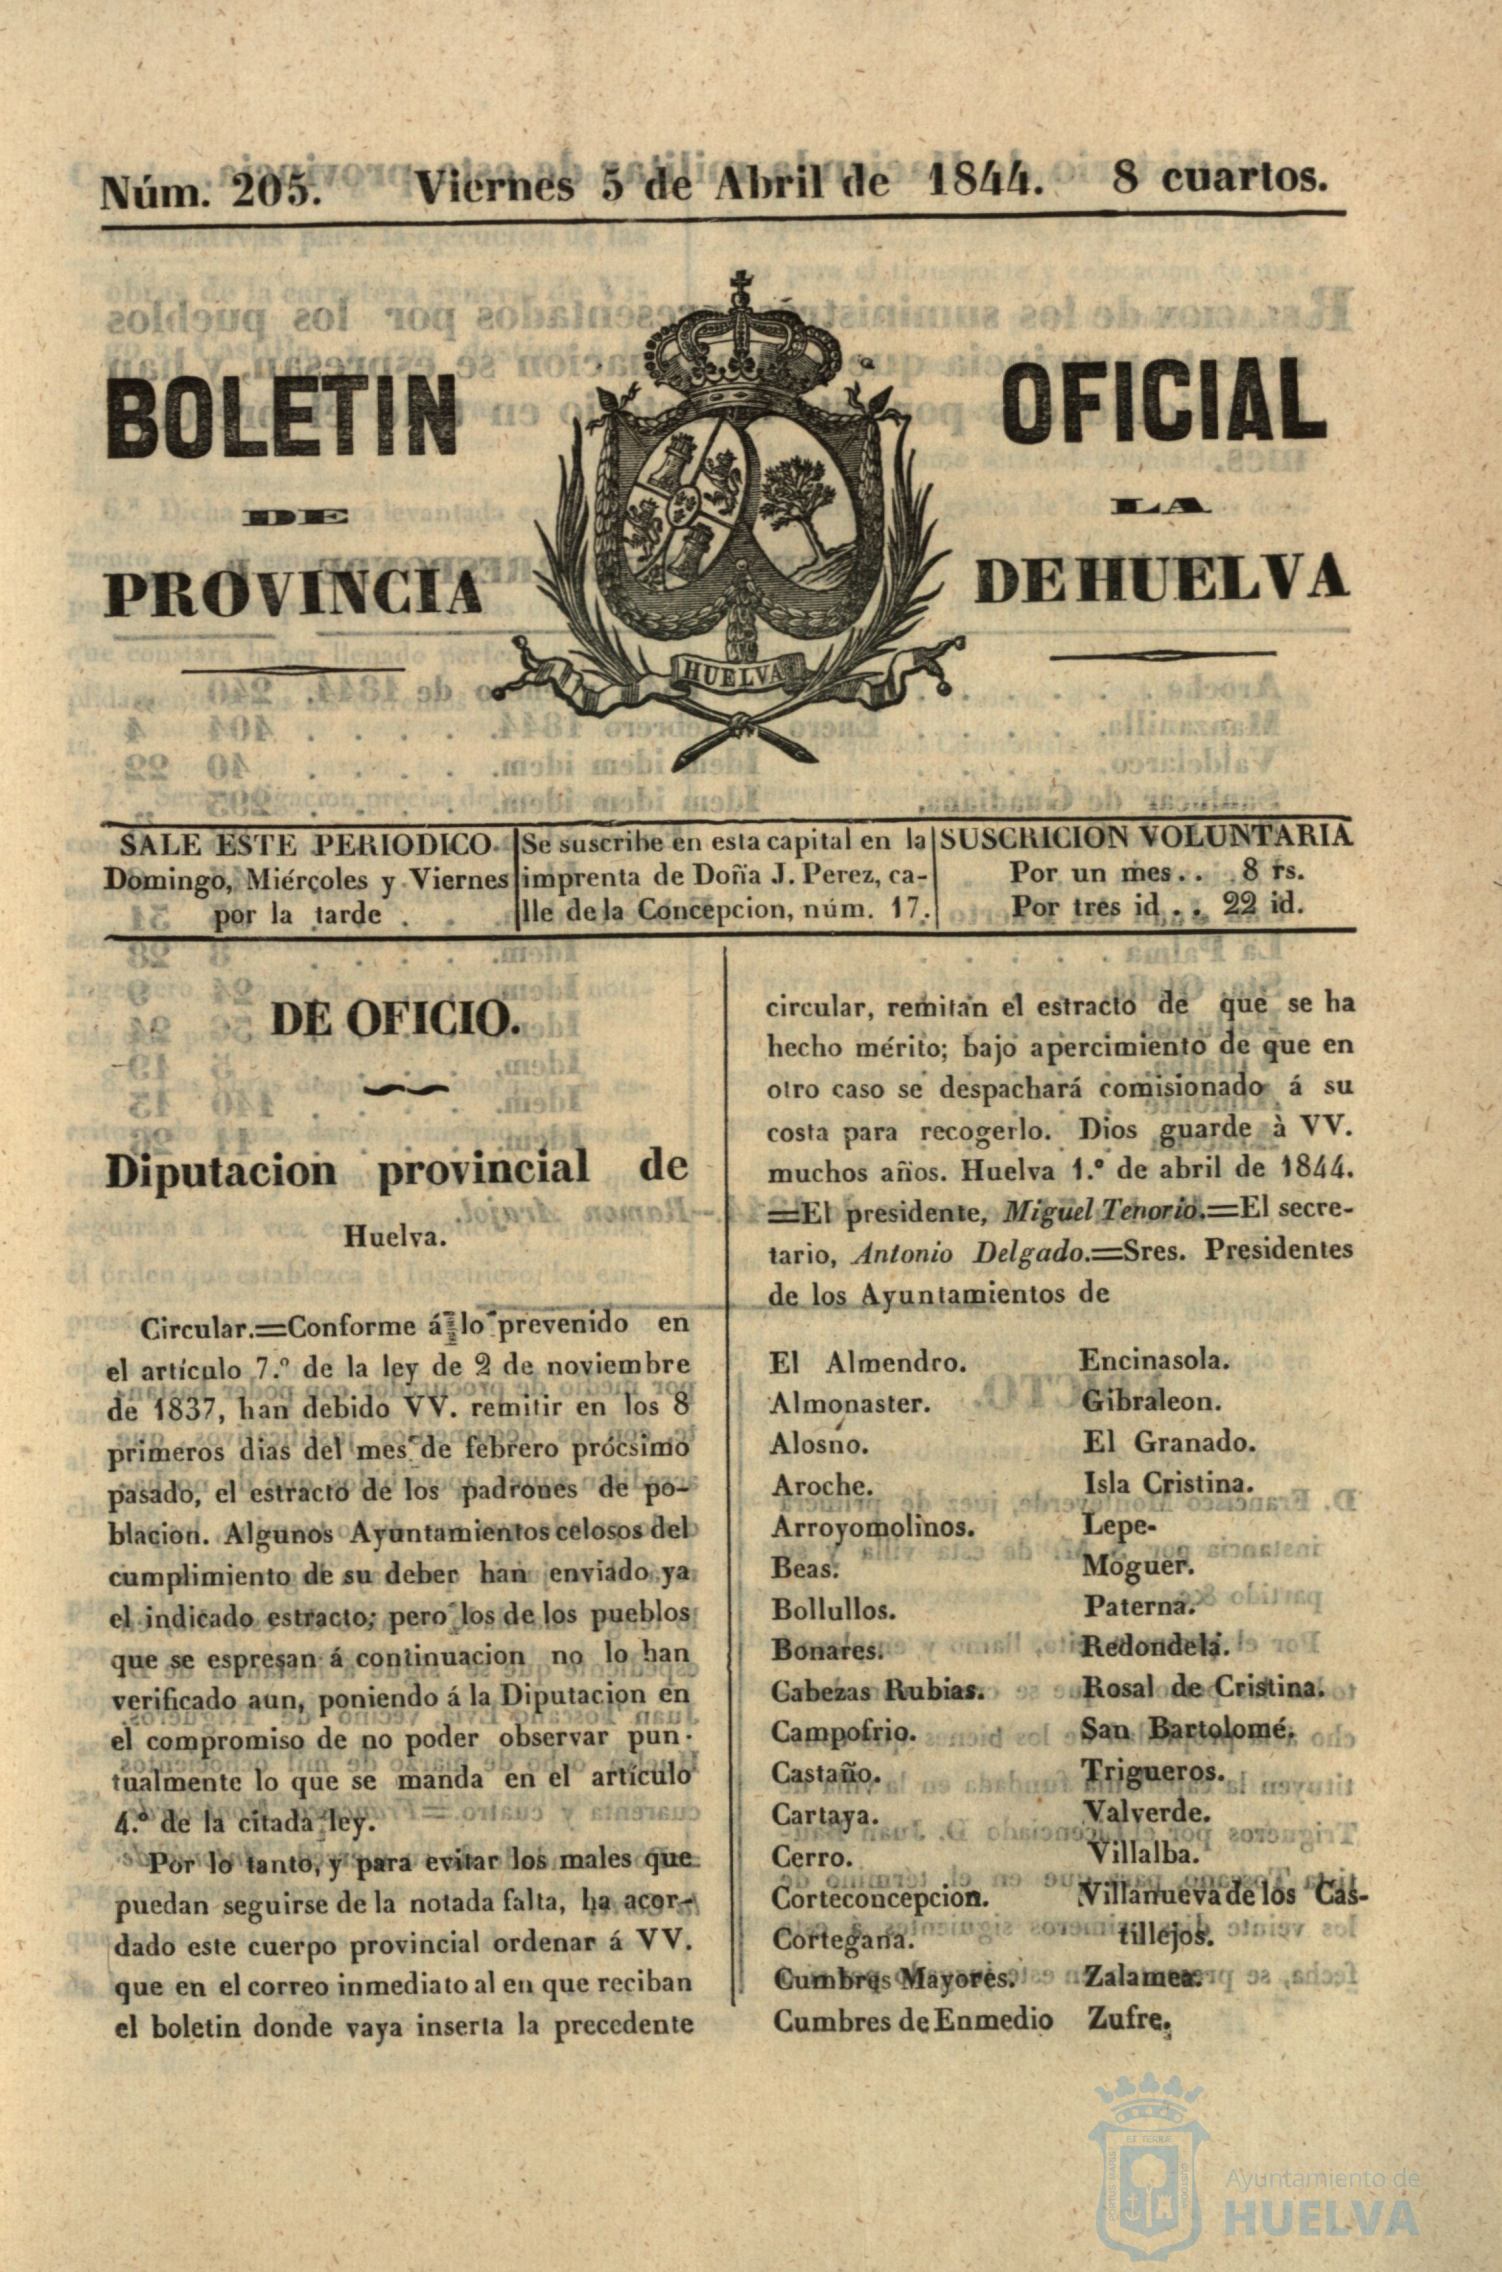 Núm. 205. Viernes 5 de Abril de 1844. 8 cuartos.
BOLETIN OFICIAL
DE LA
PROVINCIA DE HUELVA
HUELVA
SALE ESTE PERIODICO
Domingo, Miércoles y Viernes
por la tarde
Se suscribe en esta capital en la
imprenta de Doña J. Perez, ca-
lle de la Concepcion, núm. 17.
SUSCRICION VOLUNTARIA
Por un mes.. 8 rs.
Por tres id.. 22 id.
DE OFICIO.
Diputacion provincial de
Huelva.
Circular.=Conforme á lo prevenido en
el artículo 7.º de la ley de 2 de noviembre
de 1837, han debido VV. remitir en los 8
primeros dias del mes de febrero prócsimo
pasado, el estracto de los padrones de po-
blacion. Algunos Ayuntamientos celosos del
cumplimiento de su deber han enviado ya
el indicado estracto; pero los de los pueblos
que se espresan á continuacion no lo han
verificado aun, poniendo á la Diputacion en
el compromiso de no poder observar pun-
tualmente lo que se manda en el artículo
4.º de la citada ley.
Por lo tanto, y para evitar los males que
puedan seguirse de la notada falta, ha acor-
dado este cuerpo provincial ordenar á VV.
que en el correo inmediato al en que reciban
el boletin donde vaya inserta la precedente
circular, remitan el estracto de que se ha
hecho mérito; bajo apercimiento de que en
otro caso se despachará comisionado á su
costa para recogerlo. Dios guarde à VV.
muchos años. Huelva 1.º de abril de 1844.
=El presidente, Miguel Tenorio.=El secre-
tario, Antonio Delgado.=Sres. Presidentes
de los Ayuntamientos de
El Almendro.
Almonaster.
Alosno.
Aroche.
Arroyomolinos.
Beas.
Bollullos.
Bonares.
Cabezas Rubias.
Campofrio.
Castaño.
Cartaya.
Cerro.
Corteconcepcion.
Cortegana.
Cumbres Mayores.
Cumbres de Enmedio
Encinasola.
Gibraleon.
El Granado.
Isla Cristina.
Lepe-
Moguer.
Paterna.
Redondela.
Rosal de Cristina.
San Bartolomé.
Trigueros.
Valverde.
Villalba.
Villanueva de los Cas-
tillejos.
Zalamea.
Zufre.
Ayuntamiento de
HUELVA